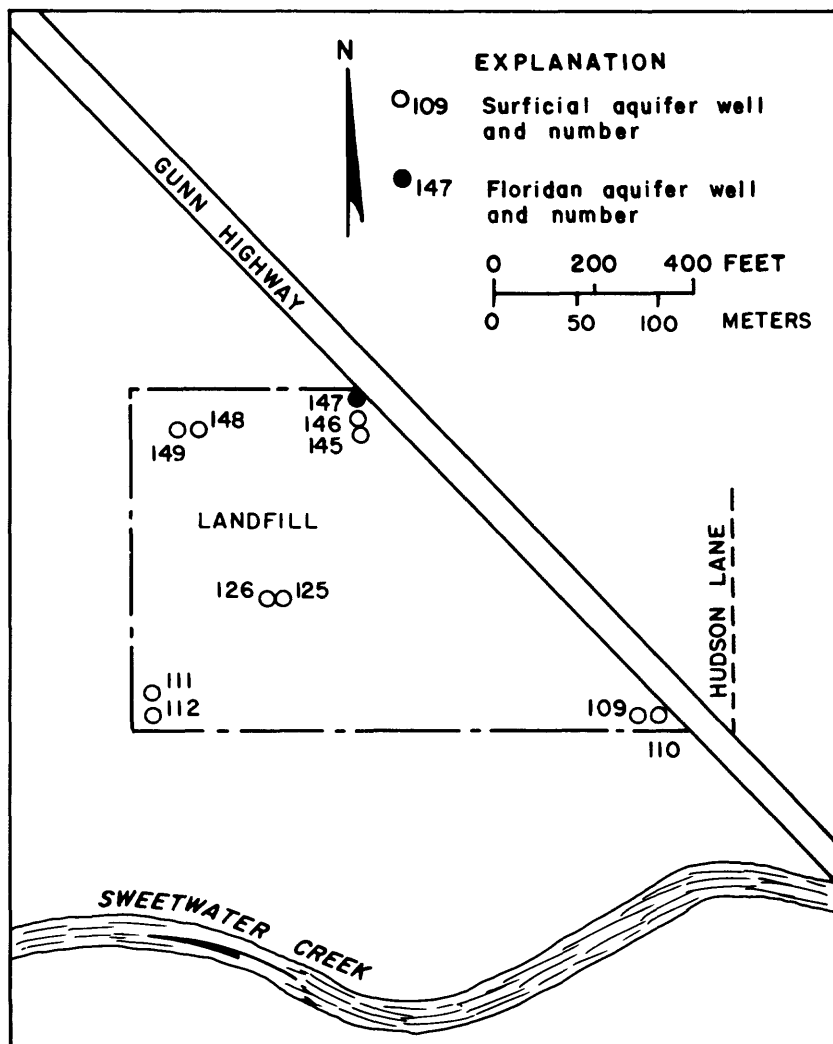 N
EXPLANATION
109 Surficial aquifer well
and number
147 Floridan aquifer well
and number
0 200 400 FEET
0 50 100 METERS
GUNN HIGHWAY
147
146
145
148
149
LANDFILL
126 125
111
112
109
110
HUDSON LANE
SWEETWATER CREEK